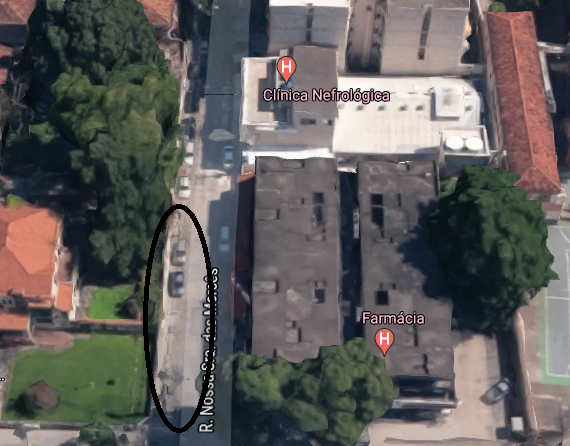 H
Clínica Nefrológica
R. Nossa Sra. das Mercês
Farmácia
H